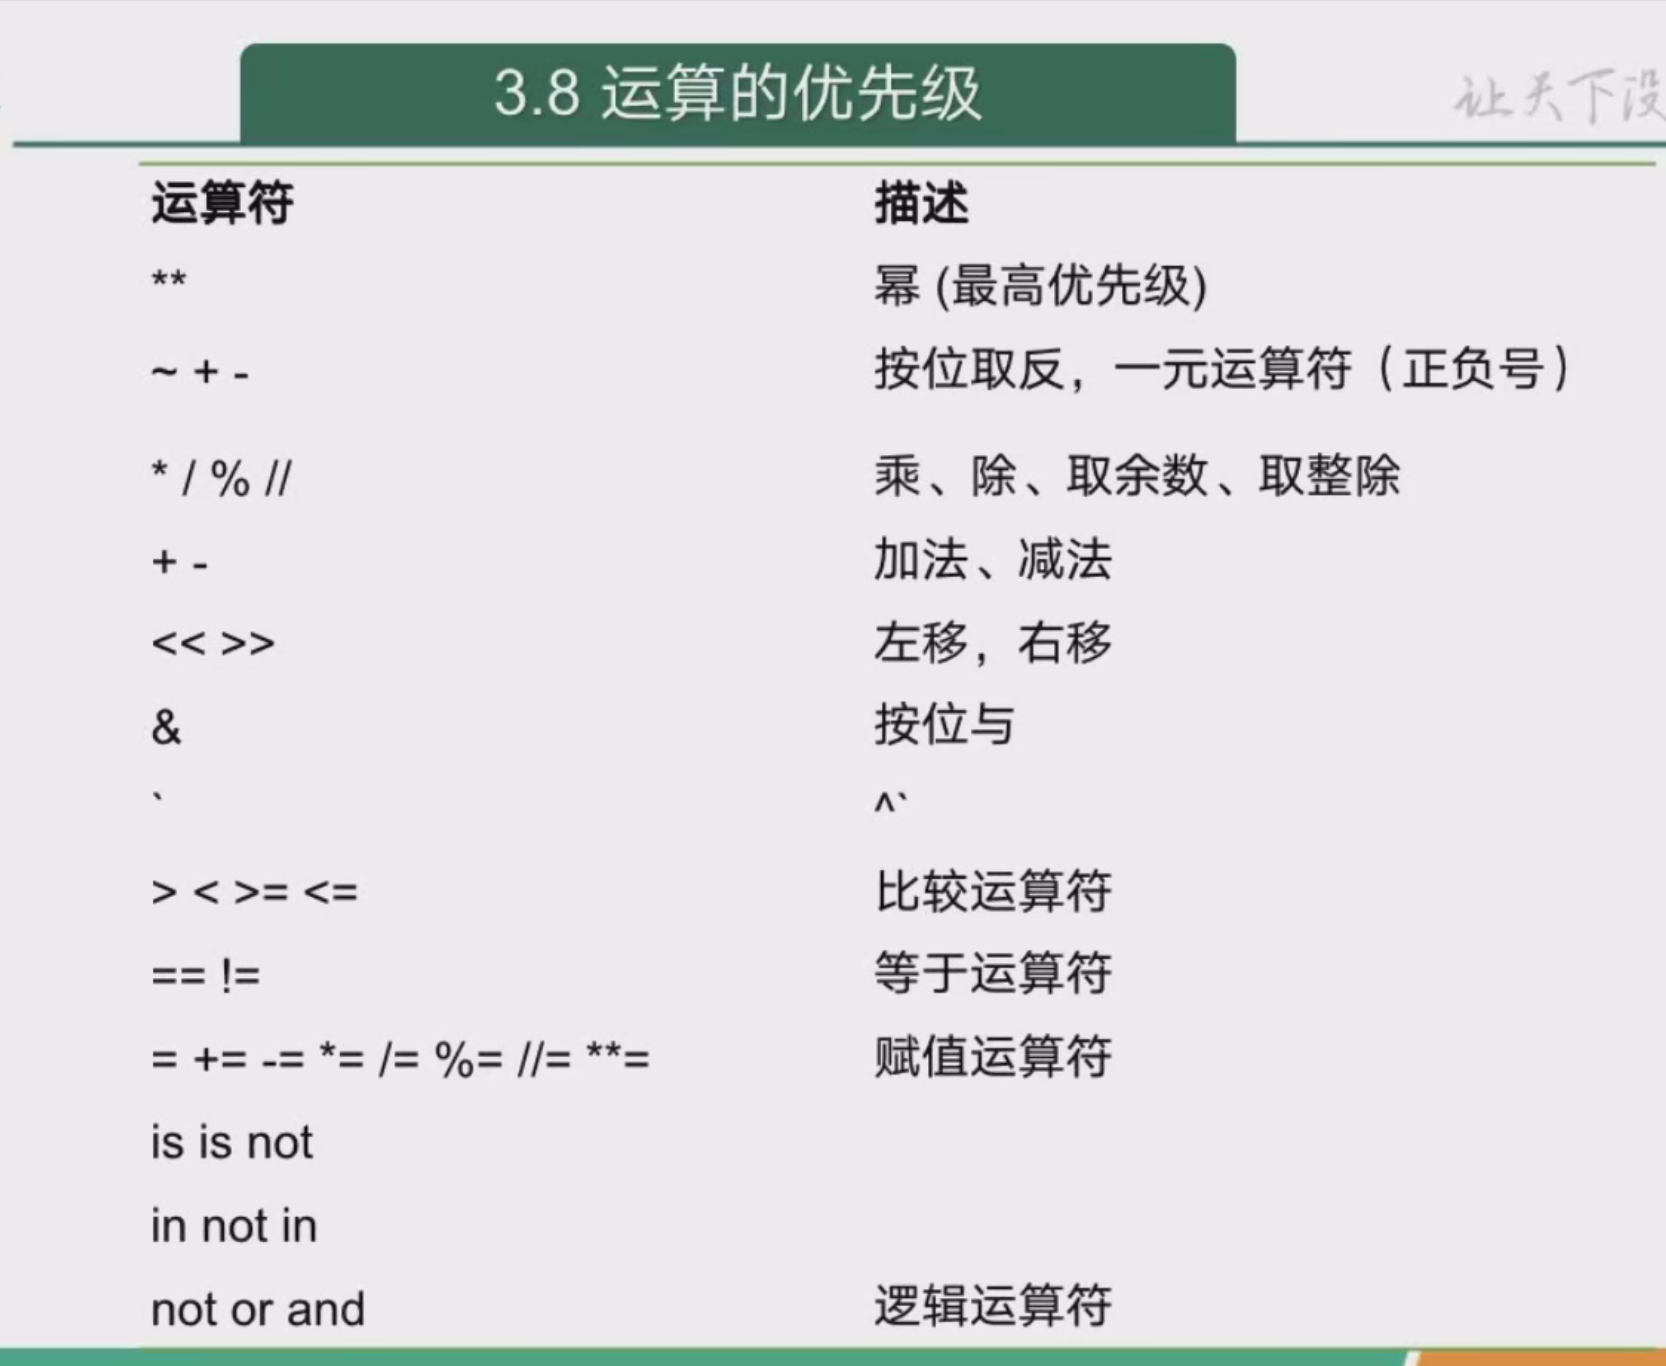 3.8 运算的优先级
让天下没
运算符 描述
** 幂 (最高优先级)
~ + - 按位取反，一元运算符（正负号）
* / % // 乘、除、取余数、取整除
+ - 加法、减法
<< >> 左移，右移
& 按位与
` ^`
> < >= <= 比较运算符
== != 等于运算符
= += -= *= /= %= //= **= 赋值运算符
is is not
in not in
not or and 逻辑运算符